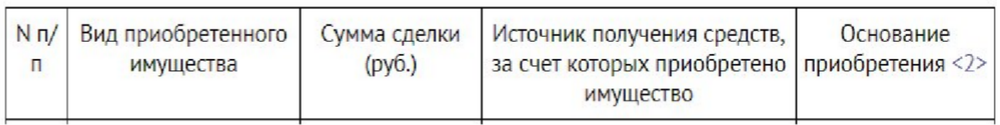 N п/
п
Вид приобретенного
имущества
Сумма сделки
(руб.)
Источник получения средств,
за счет которых приобретено
имущество
Основание
приобретения <2>